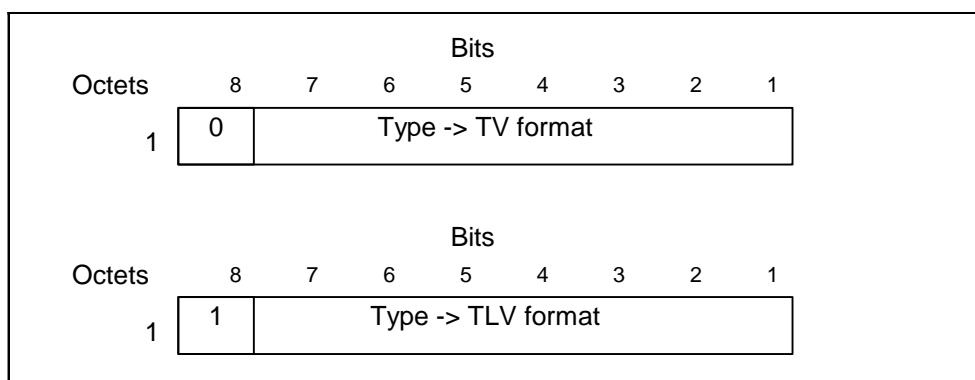 Bits
Octets 8 7 6 5 4 3 2 1
1 0 Type -> TV format
Bits
Octets 8 7 6 5 4 3 2 1
1 1 Type -> TLV format